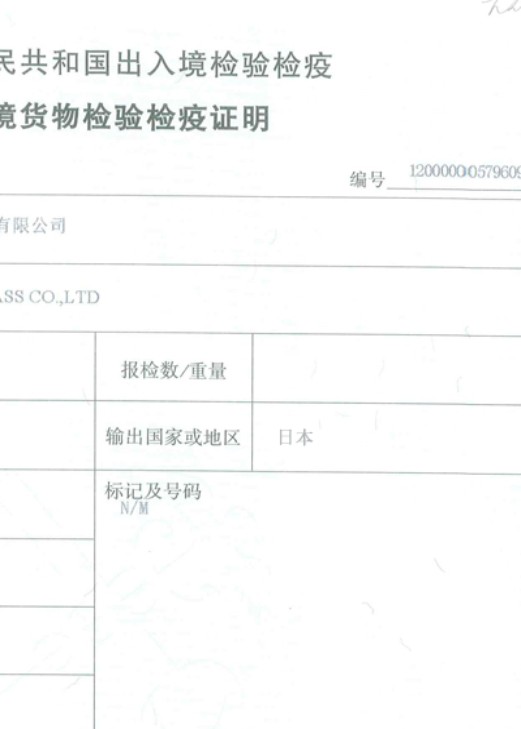 民共和国出入境检验检疫
境货物检验检疫证明
编号 12000000579609
有限公司
ASS CO.,LTD
报检数/重量
输出国家或地区 日本
标记及号码
N/M